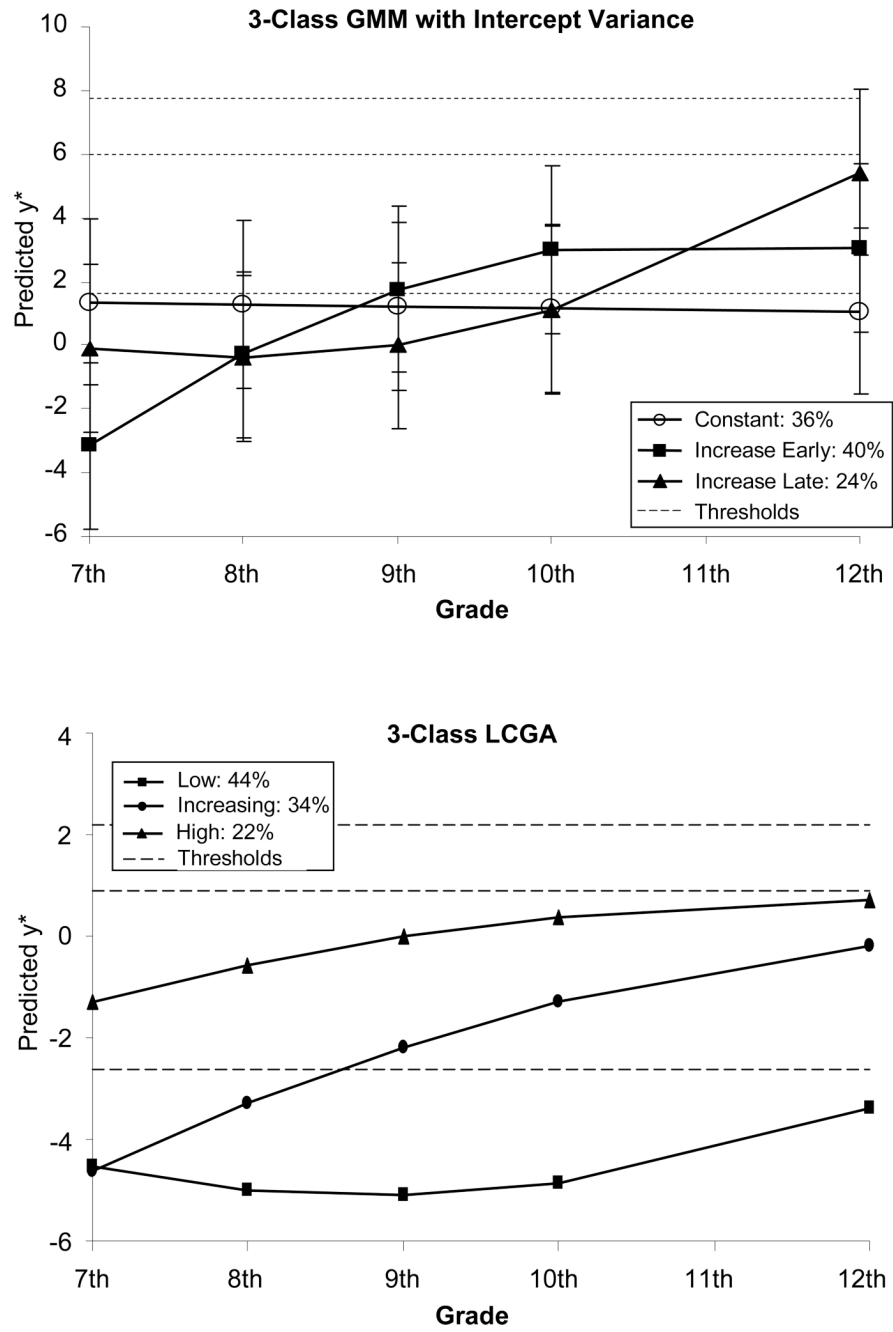 3-Class GMM with Intercept Variance
10
8
6
4
2
0
-2
-4
-6
Predicted y*
Constant: 36%
Increase Early: 40%
Increase Late: 24%
Thresholds
7th 8th 9th 10th 11th 12th
Grade
3-Class LCGA
4
2
0
-2
-4
-6
Predicted y*
Low: 44%
Increasing: 34%
High: 22%
Thresholds
7th 8th 9th 10th 11th 12th
Grade